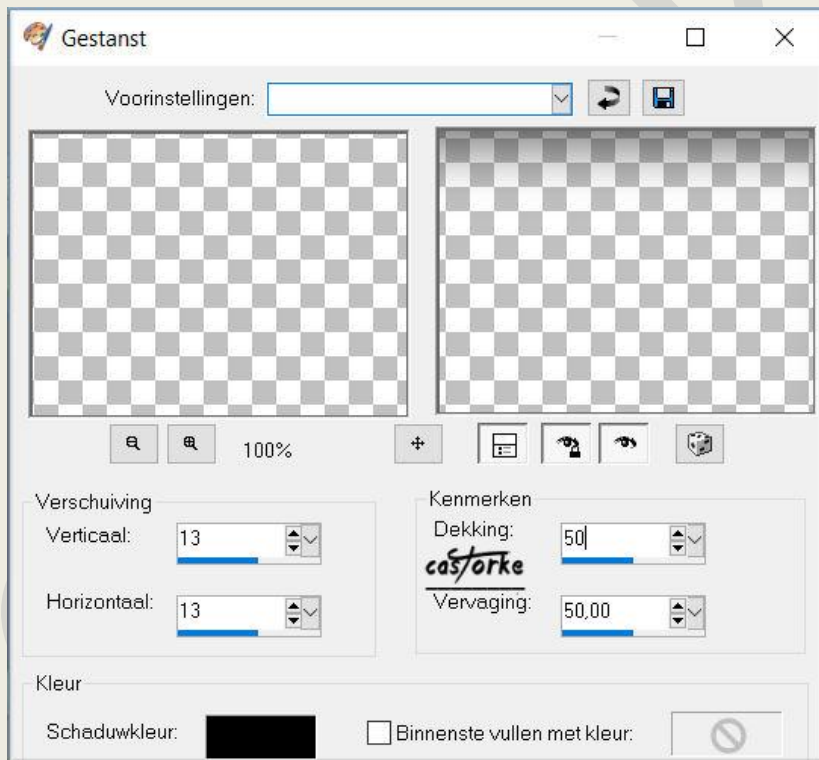 Gestanst
Voorinstellingen:
100%
Verschuiving
Verticaal: 13
Horizontaal: 13
Kenmerken
Dekking: 50
castorke
Vervaging: 50,00
Kleur
Schaduwkleur:
Binnenste vullen met kleur: